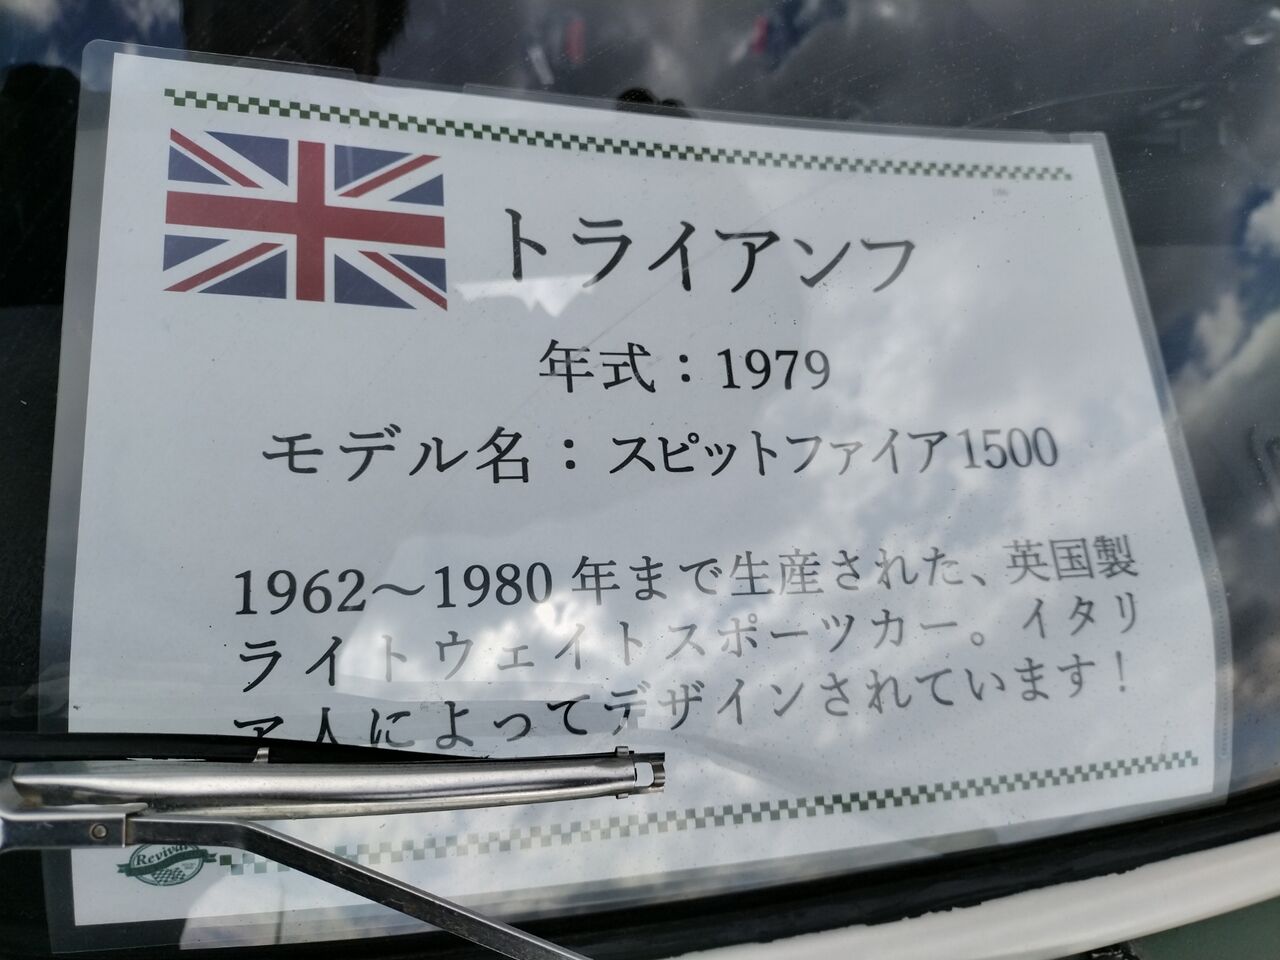 トライアンフ
年式：1979
モデル名：スピットファイア1500
1962～1980 年まで生産された、英国製
ライトウェイトスポーツカー。イタリ
ア人によってデザインされています！
Revival